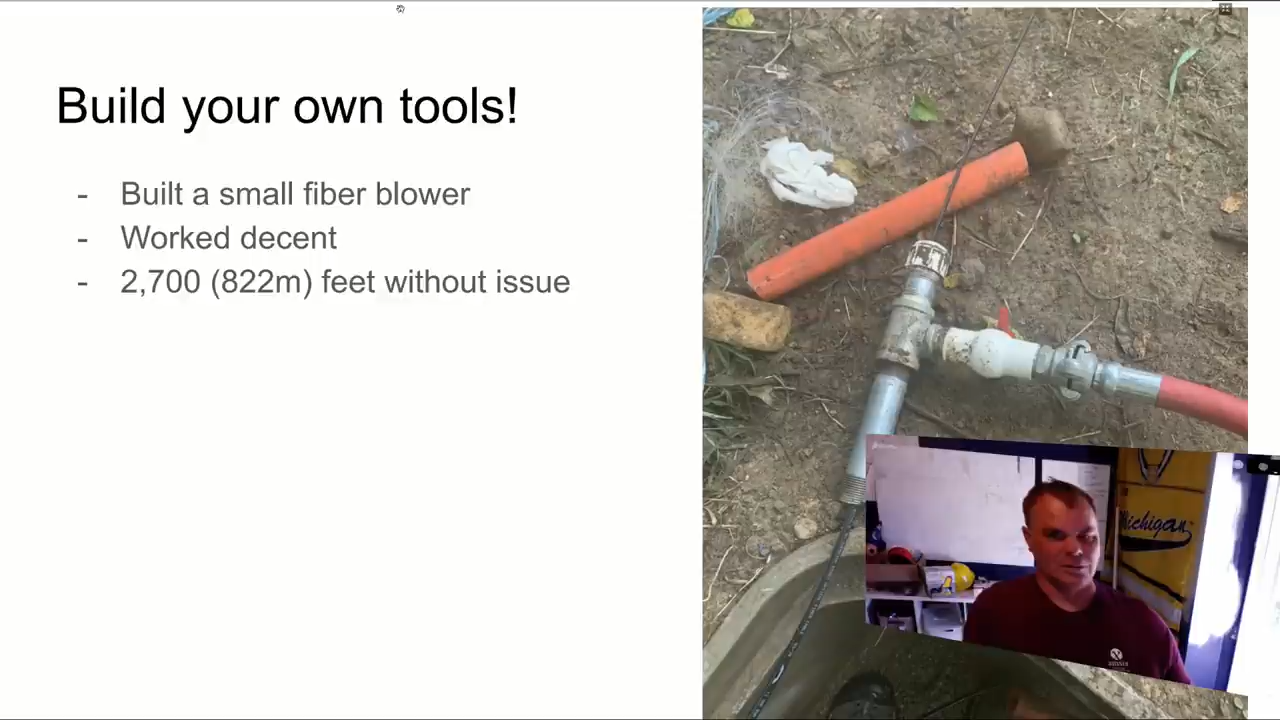 Build your own tools!
- Built a small fiber blower
- Worked decent
- 2,700 (822m) feet without issue
Michigan